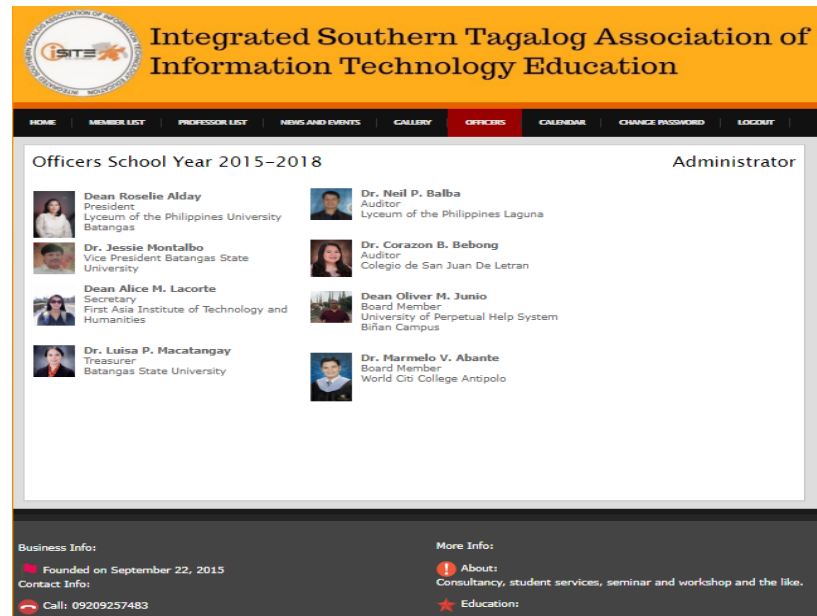 iSITE
Integrated Southern Tagalog Association of
Information Technology Education
HOME
MEMBER LIST
PROFESSOR LIST
NEWS AND EVENTS
GALLERY
OFFICERS
CALENDAR
CHANGE PASSWORD
LOGOUT
Officers School Year 2015-2018
Administrator
Dean Roselie Alday
President
Lyceum of the Philippines University
Batangas
Dr. Jessie Montalbo
Vice President Batangas State
University
Dean Alice M. Lacorte
Secretary
First Asia Institute of Technology and
Humanities
Dr. Luisa P. Macatangay
Treasurer
Batangas State University
Dr. Neil P. Balba
Auditor
Lyceum of the Philippines Laguna
Dr. Corazon B. Bebong
Auditor
Colegio de San Juan De Letran
Dean Oliver M. Junio
Board Member
University of Perpetual Help System
Biñan Campus
Dr. Marmelo V. Abante
Board Member
World Citi College Antipolo
Business Info:
Founded on September 22, 2015
Contact Info:
Call: 09209257483
More Info:
About:
Consultancy, student services, seminar and workshop and the like.
Education: